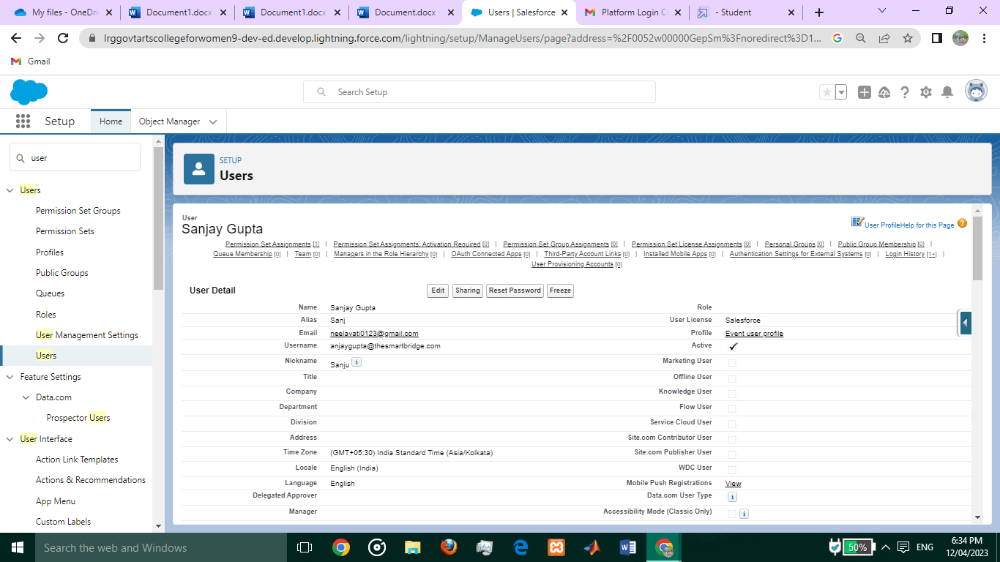 My files - OneDri
Document1.docx
Document1.docx
Document.docx -
Users | Salesforce
Platform Login C
- Student
lrggovtartscollegeforwomen9-dev-ed.develop.lightning.force.com/lightning/setup/ManageUsers/page?address=%2F0052w00000GepSm%3Fnoredirect%3D1...
Gmail
Search Setup
Setup
Home
Object Manager
user
Users
Permission Set Groups
Permission Sets
Profiles
Public Groups
Queues
Roles
User Management Settings
Users
Feature Settings
Data.com
Prospector Users
User Interface
Action Link Templates
Actions & Recommendations
App Menu
Custom Labels
SETUP
Users
User
Sanjay Gupta
User Profile Help for this Page
Permission Set Assignments [1] | Permission Set Assignments: Activation Required [0] | Permission Set Group Assignments [0] | Permission Set License Assignments [0] | Personal Groups [0] | Public Group Membership [0] |
Queue Membership [0] | Team [0] | Managers in the Role Hierarchy [0] | OAuth Connected Apps [0] | Third-Party Account Links [0] | Installed Mobile Apps [0] | Authentication Settings for External Systems [0] | Login History [1+] |
User Provisioning Accounts [0]
User Detail
Edit
Sharing
Reset Password
Freeze
Name Sanjay Gupta Role
Alias Sanj User License Salesforce
Email neelavati0123@gmail.com Profile Event user profile
Username anjaygupta@thesmartbridge.com Active ✓
Nickname Sanju i Marketing User
Title Offline User
Company Knowledge User
Department Flow User
Division Service Cloud User
Address Site.com Contributor User
Time Zone (GMT+05:30) India Standard Time (Asia/Kolkata) Site.com Publisher User
Locale English (India) WDC User
Language English Mobile Push Registrations View
Delegated Approver Data.com User Type i
Manager Accessibility Mode (Classic Only) i
Search the web and Windows
50%
ENG
6:34 PM
12/04/2023